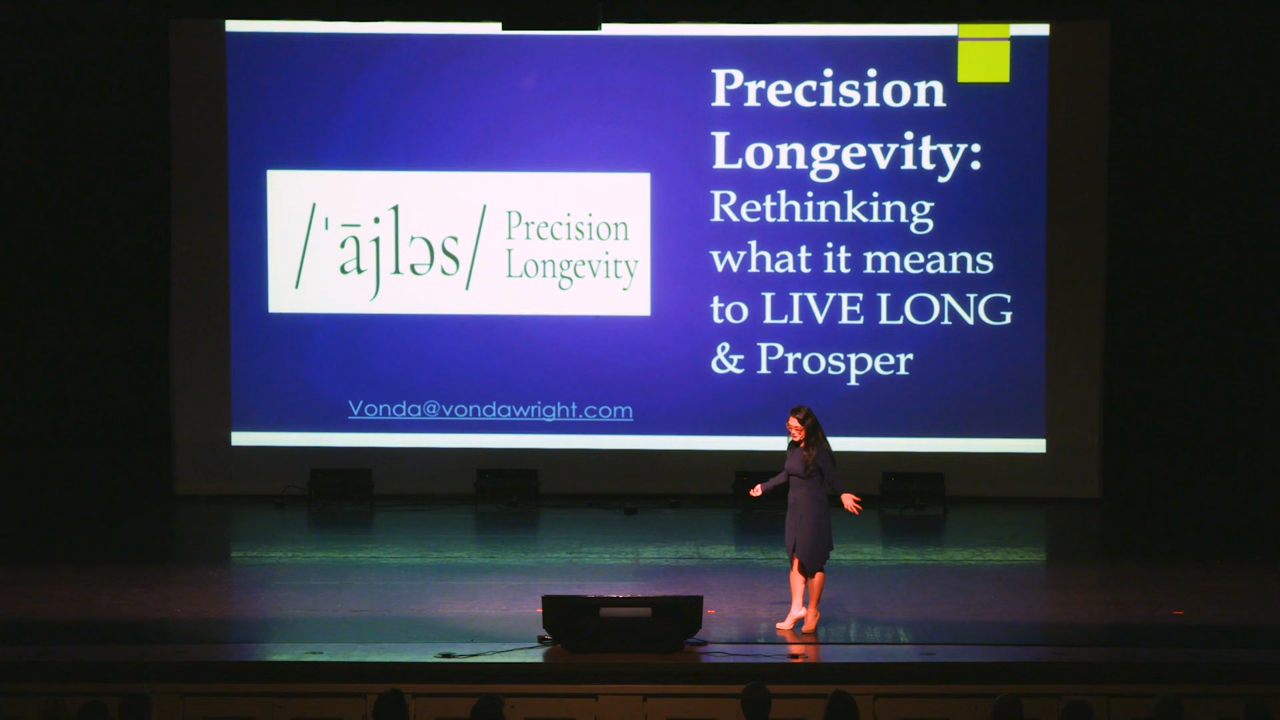 /ˈājləs/
Precision
Longevity
Vonda@vondawright.com
Precision
Longevity:
Rethinking
what it means
to LIVE LONG
& Prosper